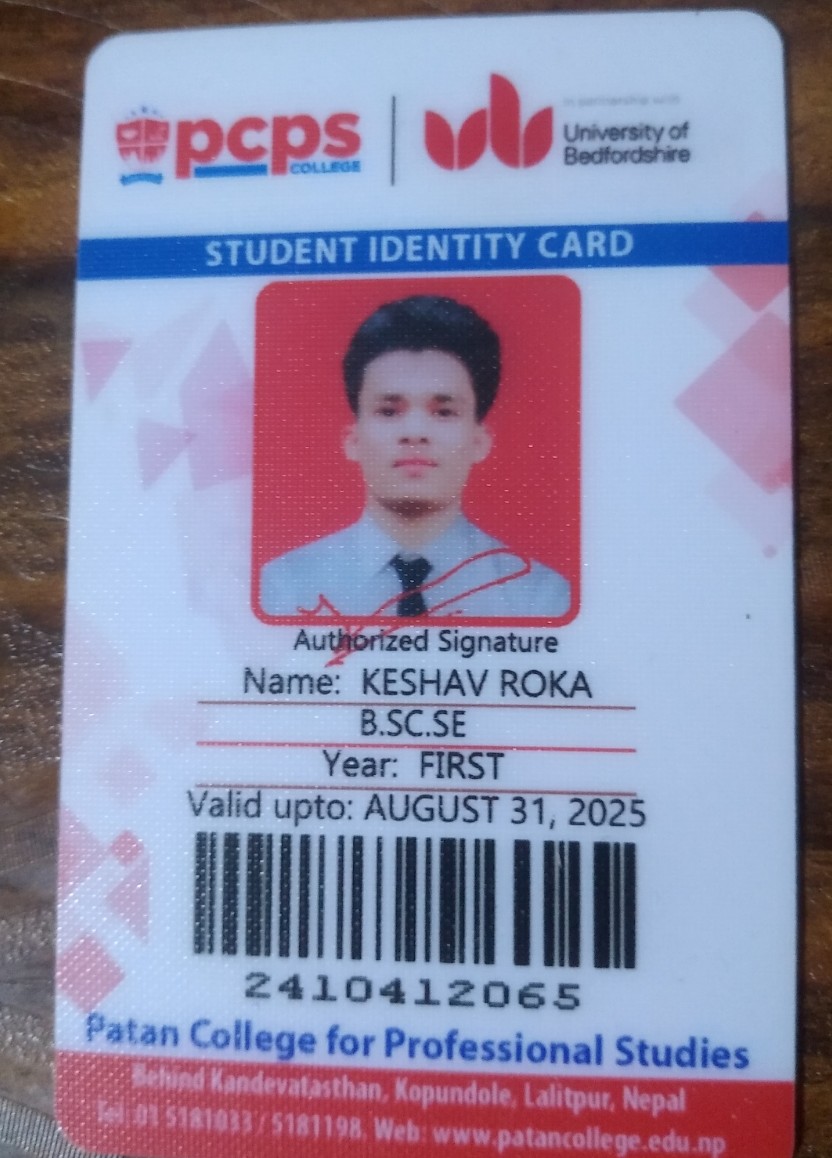 pcps
COLLEGE
in partnership with
University of
Bedfordshire
STUDENT IDENTITY CARD
Authorized Signature
Name: KESHAV ROKA
B.SC.SE
Year: FIRST
Valid upto: AUGUST 31, 2025
2410412065
Patan College for Professional Studies
Behind Kandevatasthan, Kopundole, Lalitpur, Nepal
Tel: 01 5181033 / 5181198. Web: www.patancollege.edu.np